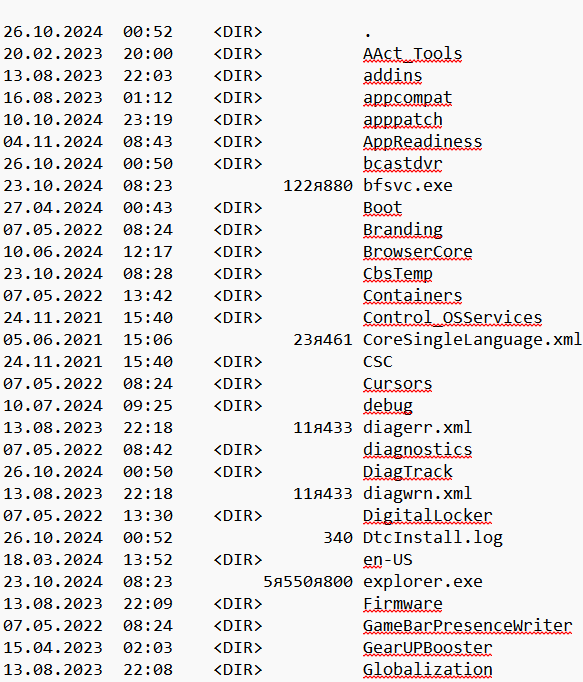 26.10.2024  00:52    <DIR>          .
20.02.2023  20:00    <DIR>          AAct_Tools
13.08.2023  22:03    <DIR>          addins
16.08.2023  01:12    <DIR>          appcompat
10.10.2024  23:19    <DIR>          apppatch
04.11.2024  08:43    <DIR>          AppReadiness
26.10.2024  00:50    <DIR>          bcastdvr
23.10.2024  08:23           122я880 bfsvc.exe
27.04.2024  00:43    <DIR>          Boot
07.05.2022  08:24    <DIR>          Branding
10.06.2024  12:17    <DIR>          BrowserCore
23.10.2024  08:28    <DIR>          CbsTemp
07.05.2022  13:42    <DIR>          Containers
24.11.2021  15:40    <DIR>          Control_OSServices
05.06.2021  15:06            23я461 CoreSingleLanguage.xml
24.11.2021  15:40    <DIR>          CSC
07.05.2022  08:24    <DIR>          Cursors
10.07.2024  09:25    <DIR>          debug
13.08.2023  22:18            11я433 diagerr.xml
07.05.2022  08:42    <DIR>          diagnostics
26.10.2024  00:50    <DIR>          DiagTrack
13.08.2023  22:18            11я433 diagwrn.xml
07.05.2022  13:30    <DIR>          DigitalLocker
26.10.2024  00:52               340 DtcInstall.log
18.03.2024  13:52    <DIR>          en-US
23.10.2024  08:23         5я550я800 explorer.exe
13.08.2023  22:09    <DIR>          Firmware
07.05.2022  08:24    <DIR>          GameBarPresenceWriter
15.04.2023  02:03    <DIR>          GearUPBooster
13.08.2023  22:08    <DIR>          Globalization